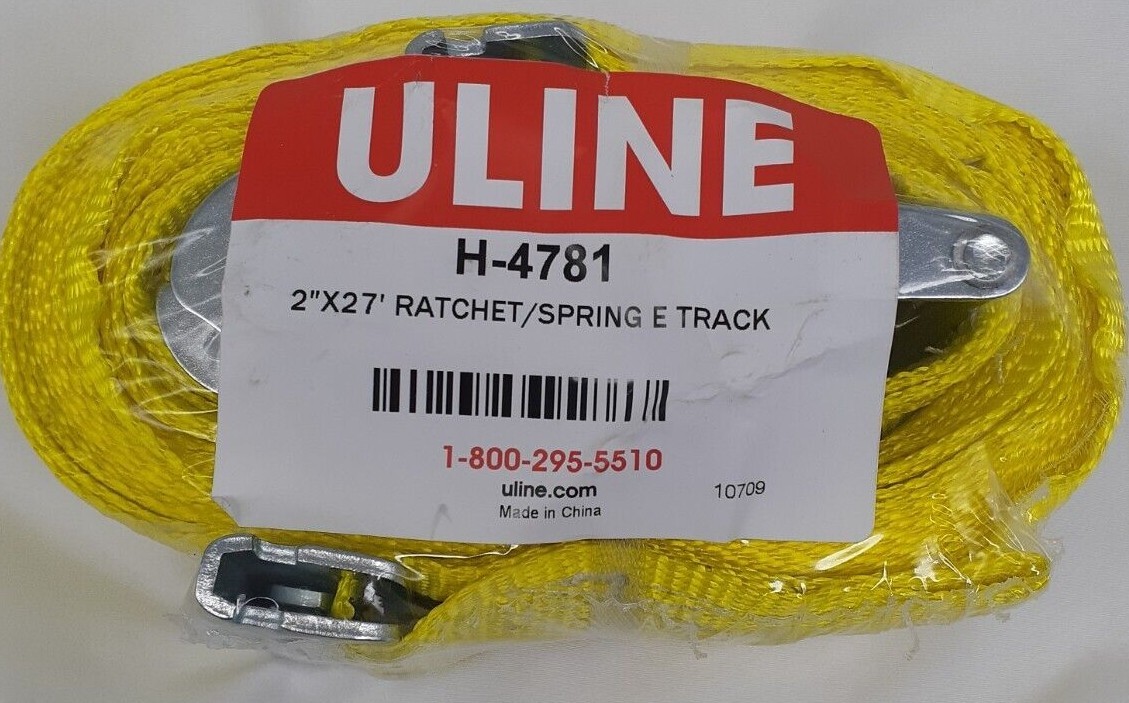 ULINE
H-4781
2"X27' RATCHET/SPRING E TRACK
1-800-295-5510
uline.com
10709
Made in China